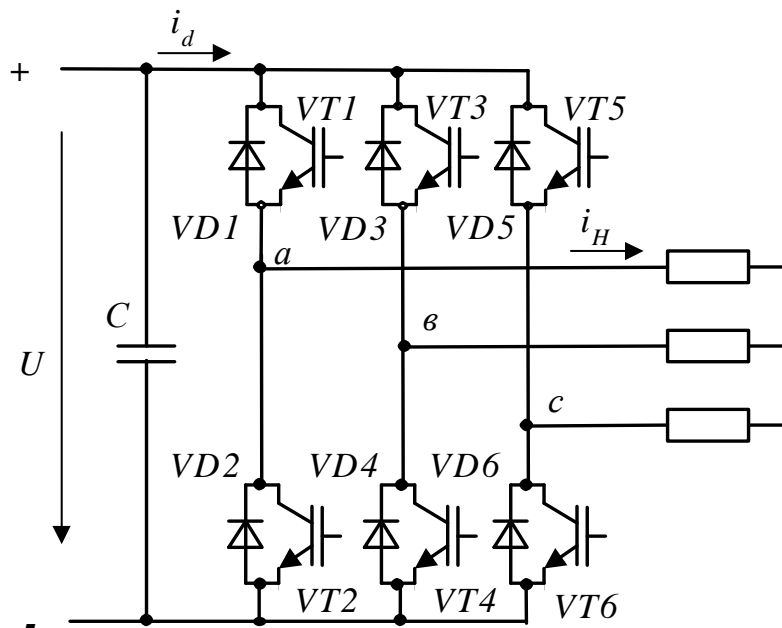 i_d
+
VT1 VT3 VT5
VD1 VD3 VD5 i_H
a
C
в
U
c
VD2 VD4 VD6
VT2 VT4 VT6